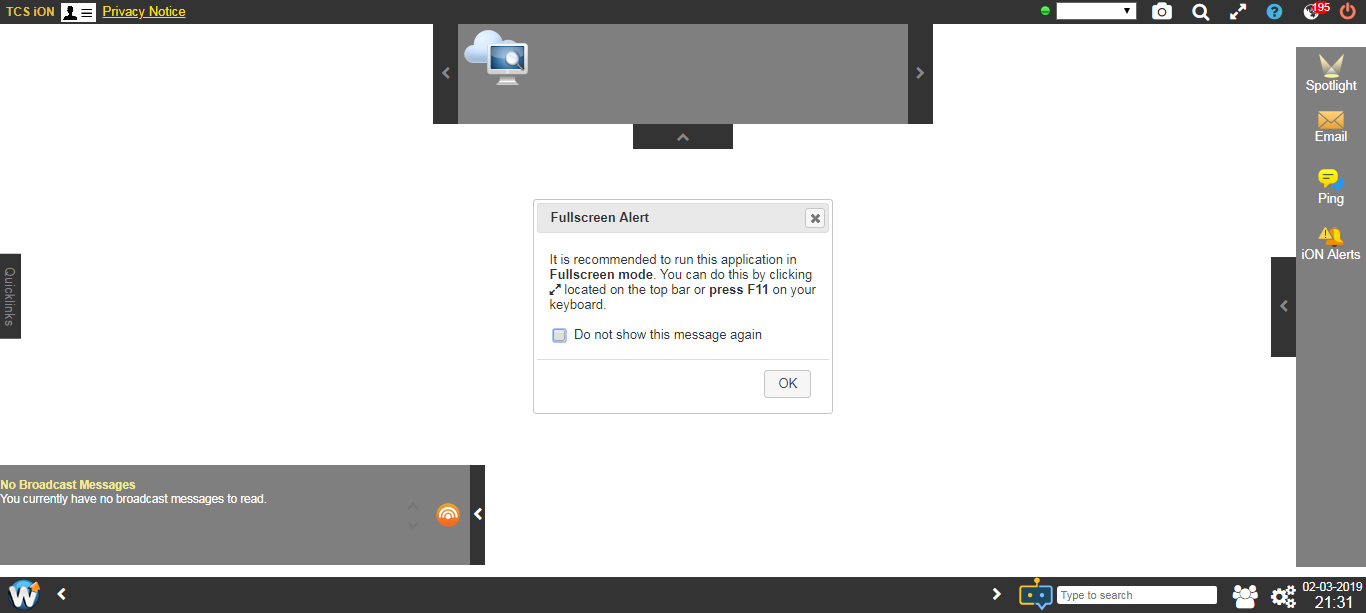 TCS iON Privacy Notice
195
Spotlight
Email
Ping
iON Alerts
Quicklinks
Fullscreen Alert
It is recommended to run this application in
Fullscreen mode. You can do this by clicking
located on the top bar or press F11 on your
keyboard.
Do not show this message again
OK
No Broadcast Messages
You currently have no broadcast messages to read.
W
Type to search
02-03-2019
21:31